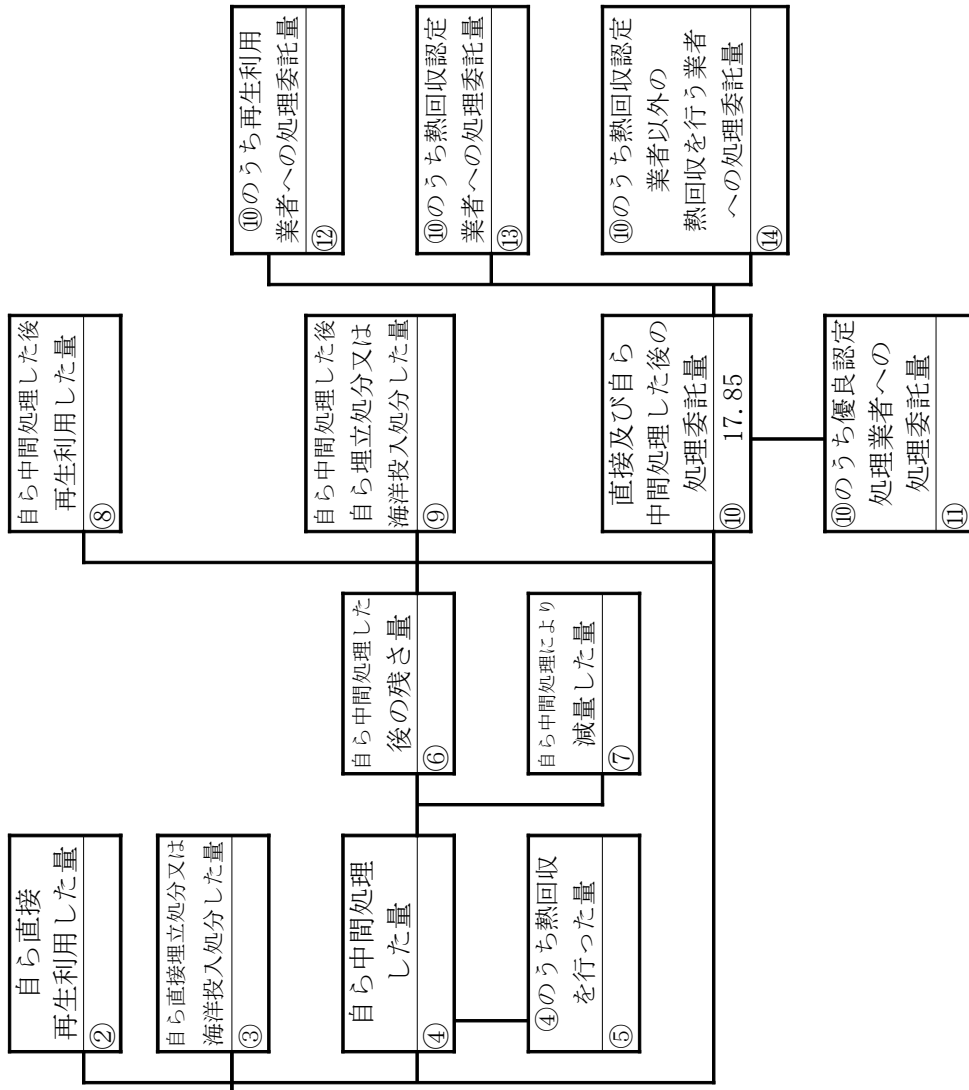 自ら直接
再生利用した量
②
自ら直接埋立処分又は
海洋投入処分した量
③
自ら中間処理
した量
④
④のうち熱回収
を行った量
⑤
自ら中間処理した
後の残さ量
⑥
自ら中間処理により
減量した量
⑦
自ら中間処理した後
再生利用した量
⑧
自ら中間処理した後
自ら埋立処分又は
海洋投入処分した量
⑨
直接及び自ら
中間処理した後の
処理委託量
⑩ 17.85
⑩のうち優良認定
処理業者への
処理委託量
⑪
⑩のうち再生利用
業者への処理委託量
⑫
⑩のうち熱回収認定
業者への処理委託量
⑬
⑩のうち熱回収認定
業者以外の
熱回収を行う業者
への処理委託量
⑭